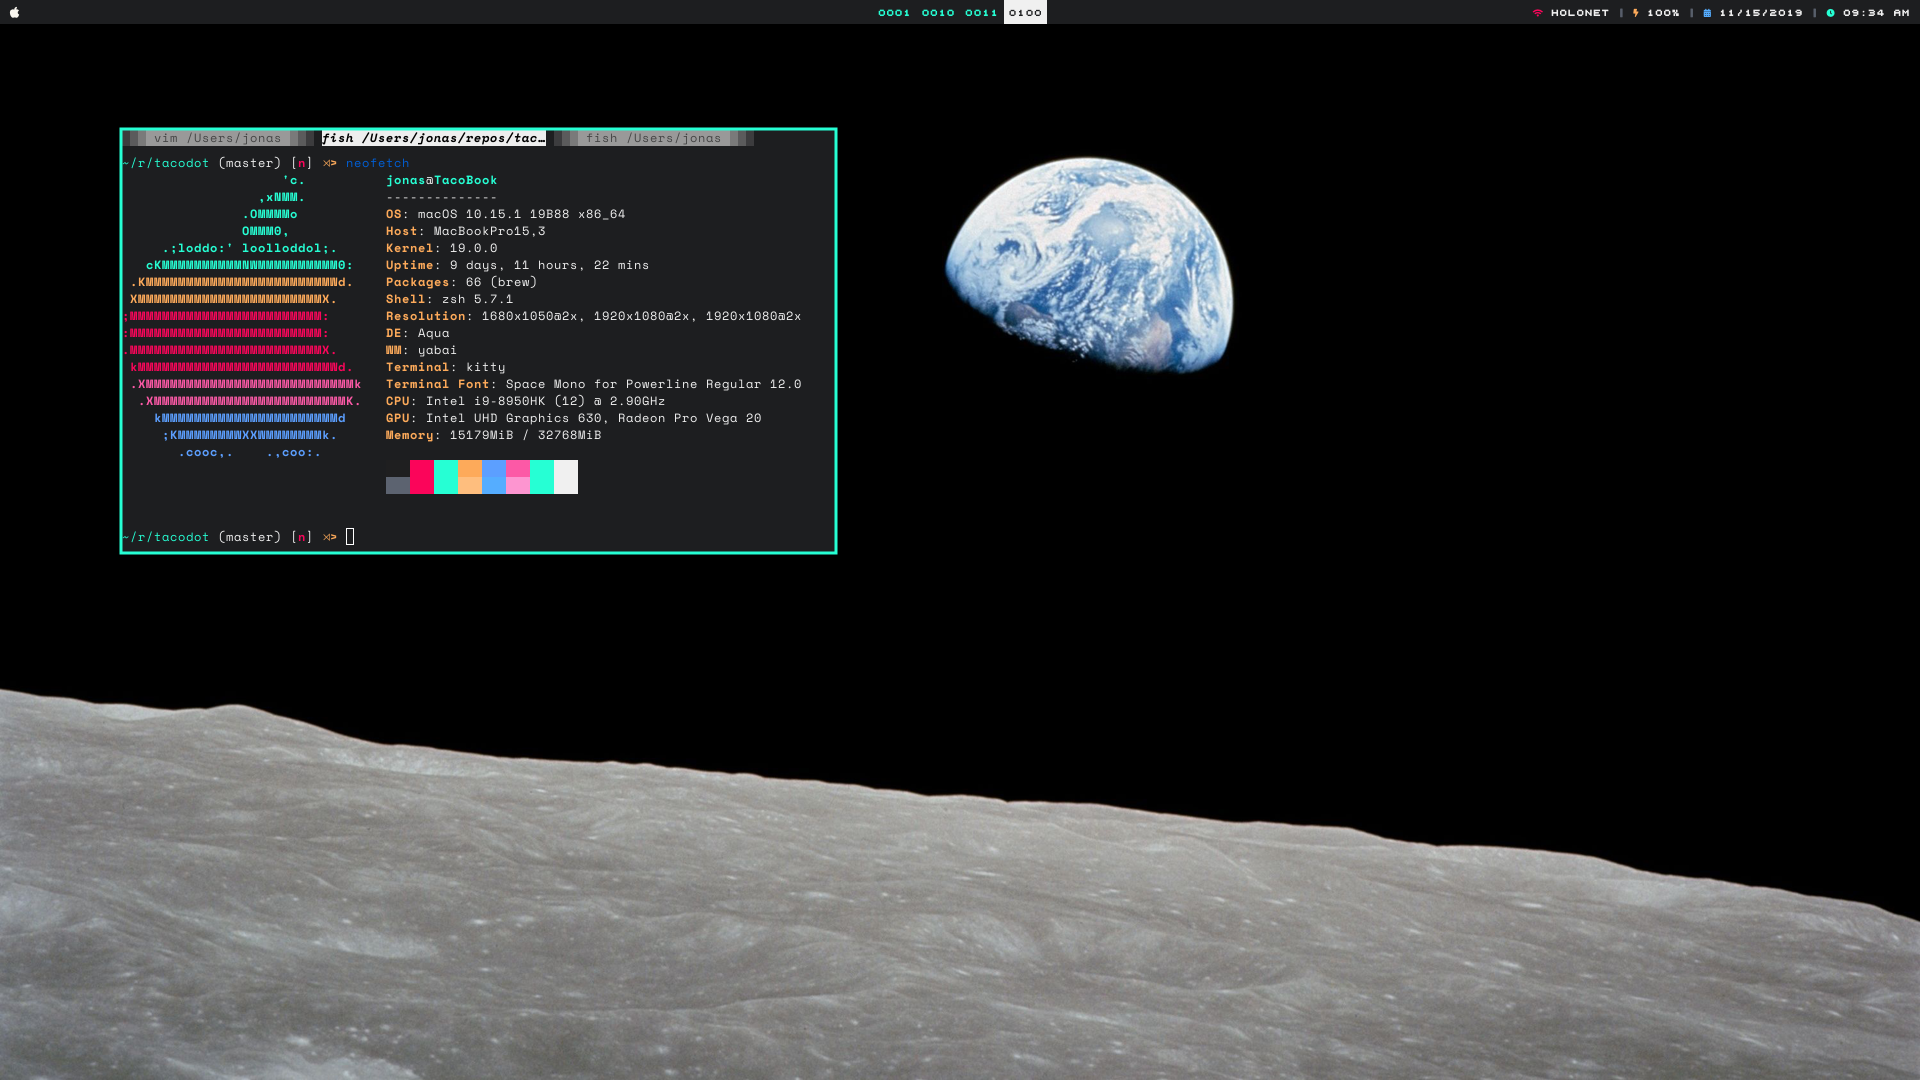 0001 0010 0011 0100
HOLONET | 100% | 11/15/2019 | 09:34 AM
vim /Users/jonas fish /Users/jonas/repos/tac… fish /Users/jonas
~/r/tacodot (master) [n] ⤨> neofetch
'c.
,xNMM.
.OMMMMo
OMMM0,
.;loddo:' loolloddol;.
cKMMMMMMMMMMNWMMMMMMMMMM0:
.KMMMMMMMMMMMMMMMMMMMMMMMWd.
XMMMMMMMMMMMMMMMMMMMMMMMX.
;MMMMMMMMMMMMMMMMMMMMMMMM:
:MMMMMMMMMMMMMMMMMMMMMMMM:
.MMMMMMMMMMMMMMMMMMMMMMMMX.
kMMMMMMMMMMMMMMMMMMMMMMMMWd.
.XMMMMMMMMMMMMMMMMMMMMMMMMMMk
.XMMMMMMMMMMMMMMMMMMMMMMMMK.
kMMMMMMMMMMMMMMMMMMMMMMd
;KMMMMMMMWXXWMMMMMMMk.
.cooc,. .,coo:.
jonas@TacoBook
--------------
OS: macOS 10.15.1 19B88 x86_64
Host: MacBookPro15,3
Kernel: 19.0.0
Uptime: 9 days, 11 hours, 22 mins
Packages: 66 (brew)
Shell: zsh 5.7.1
Resolution: 1680x1050@2x, 1920x1080@2x, 1920x1080@2x
DE: Aqua
WM: yabai
Terminal: kitty
Terminal Font: Space Mono for Powerline Regular 12.0
CPU: Intel i9-8950HK (12) @ 2.90GHz
GPU: Intel UHD Graphics 630, Radeon Pro Vega 20
Memory: 15179MiB / 32768MiB
~/r/tacodot (master) [n] ⤨>